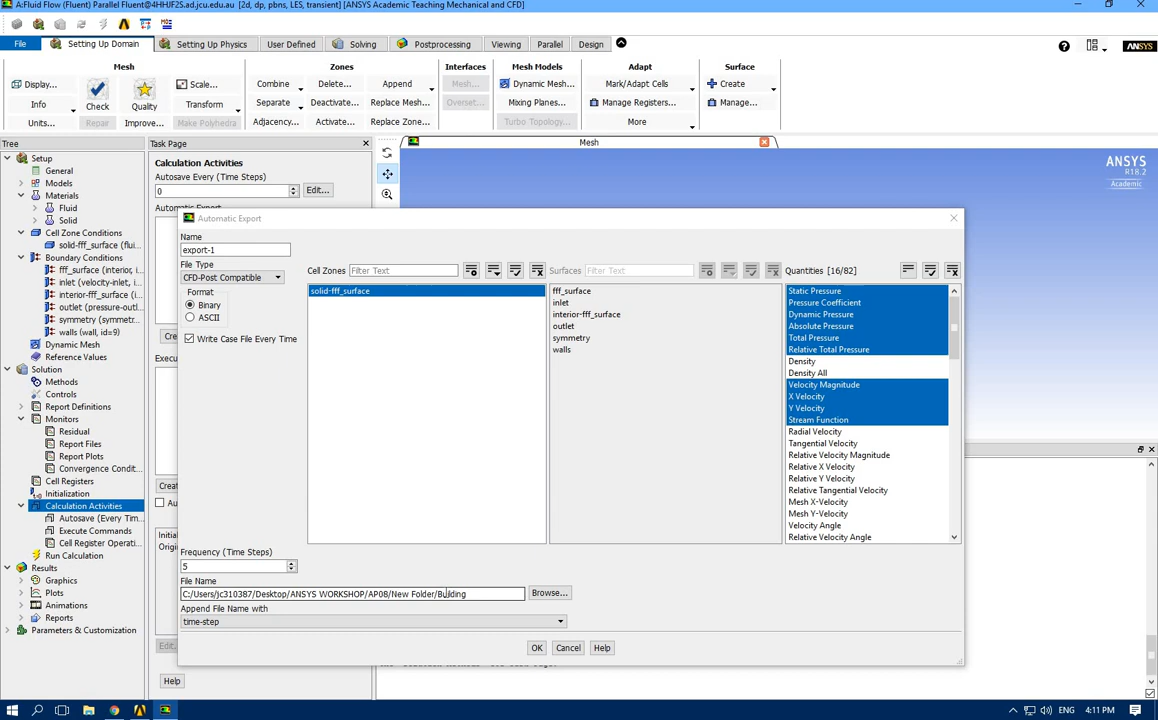 A:Fluid Flow (Fluent) Parallel Fluent@4HHJF2S.ad.jcu.edu.au [2d, dp, pbns, LES, transient] [ANSYS Academic Teaching Mechanical and CFD]
File Setting Up Domain Setting Up Physics User Defined Solving Postprocessing Viewing Parallel Design ANSYS
Mesh Zones Interfaces Mesh Models Adapt Surface
Display... Scale... Combine Delete... Append Mesh... Dynamic Mesh... Mark/Adapt Cells Create
Info Check Quality Transform Separate Deactivate... Replace Mesh... Overset... Mixing Planes... Manage Registers... Manage...
Units... Repair Improve... Make Polyhedra Adjacency... Activate... Replace Zone... Turbo Topology... More
Tree
Setup
General
Models
Materials
Fluid
Solid
Cell Zone Conditions
solid-fff_surface (flui...
Boundary Conditions
fff_surface (interior, i...
inlet (velocity-inlet, i...
interior-fff_surface (i...
outlet (pressure-out...
symmetry (symmetr...
walls (wall, id=9)
Dynamic Mesh
Reference Values
Solution
Methods
Controls
Report Definitions
Monitors
Residual
Report Files
Report Plots
Convergence Condit...
Cell Registers
Initialization
Calculation Activities
Autosave (Every Tim...
Execute Commands
Cell Register Operati...
Run Calculation
Results
Graphics
Plots
Animations
Reports
Parameters & Customization
Task Page
Calculation Activities
Autosave Every (Time Steps)
0 Edit...
Automatic Export
Cre
Execu
Creat
Au
Initial
Origin
Edit.
Help
Mesh
ANSYS
R18.2
Academic
Automatic Export
Name
export-1
File Type
CFD-Post Compatible
Format
Binary
ASCII
Write Case File Every Time
Cell Zones Filter Text
solid-fff_surface
Surfaces Filter Text
fff_surface
inlet
interior-fff_surface
outlet
symmetry
walls
Quantities [16/82]
Static Pressure
Pressure Coefficient
Dynamic Pressure
Absolute Pressure
Total Pressure
Relative Total Pressure
Density
Density All
Velocity Magnitude
X Velocity
Y Velocity
Stream Function
Radial Velocity
Tangential Velocity
Relative Velocity Magnitude
Relative X Velocity
Relative Y Velocity
Relative Tangential Velocity
Mesh X-Velocity
Mesh Y-Velocity
Velocity Angle
Relative Velocity Angle
Frequency (Time Steps)
5
File Name
C:/Users/jc310387/Desktop/ANSYS WORKSHOP/AP08/New Folder/Building Browse...
Append File Name with
time-step
OK Cancel Help
ENG 4:11 PM